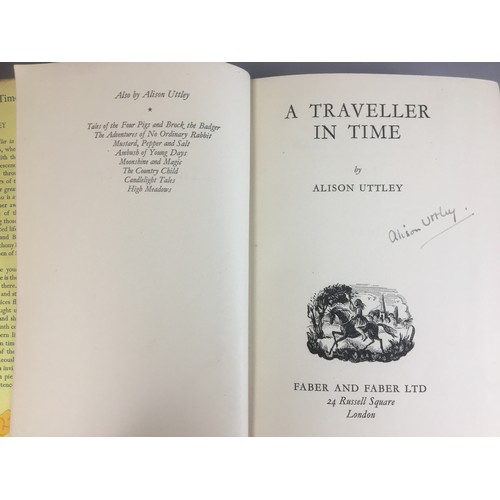 Also by Alison Uttley
*
Tales of the Four Pigs and Brock the Badger
The Adventures of No Ordinary Rabbit
Mustard, Pepper and Salt
Ambush of Young Days
Moonshine and Magic
The Country Child
Candlelight Tales
High Meadows
A TRAVELLER
IN TIME
by
ALISON UTTLEY
Alison Uttley.
FABER AND FABER LTD
24 Russell Square
London